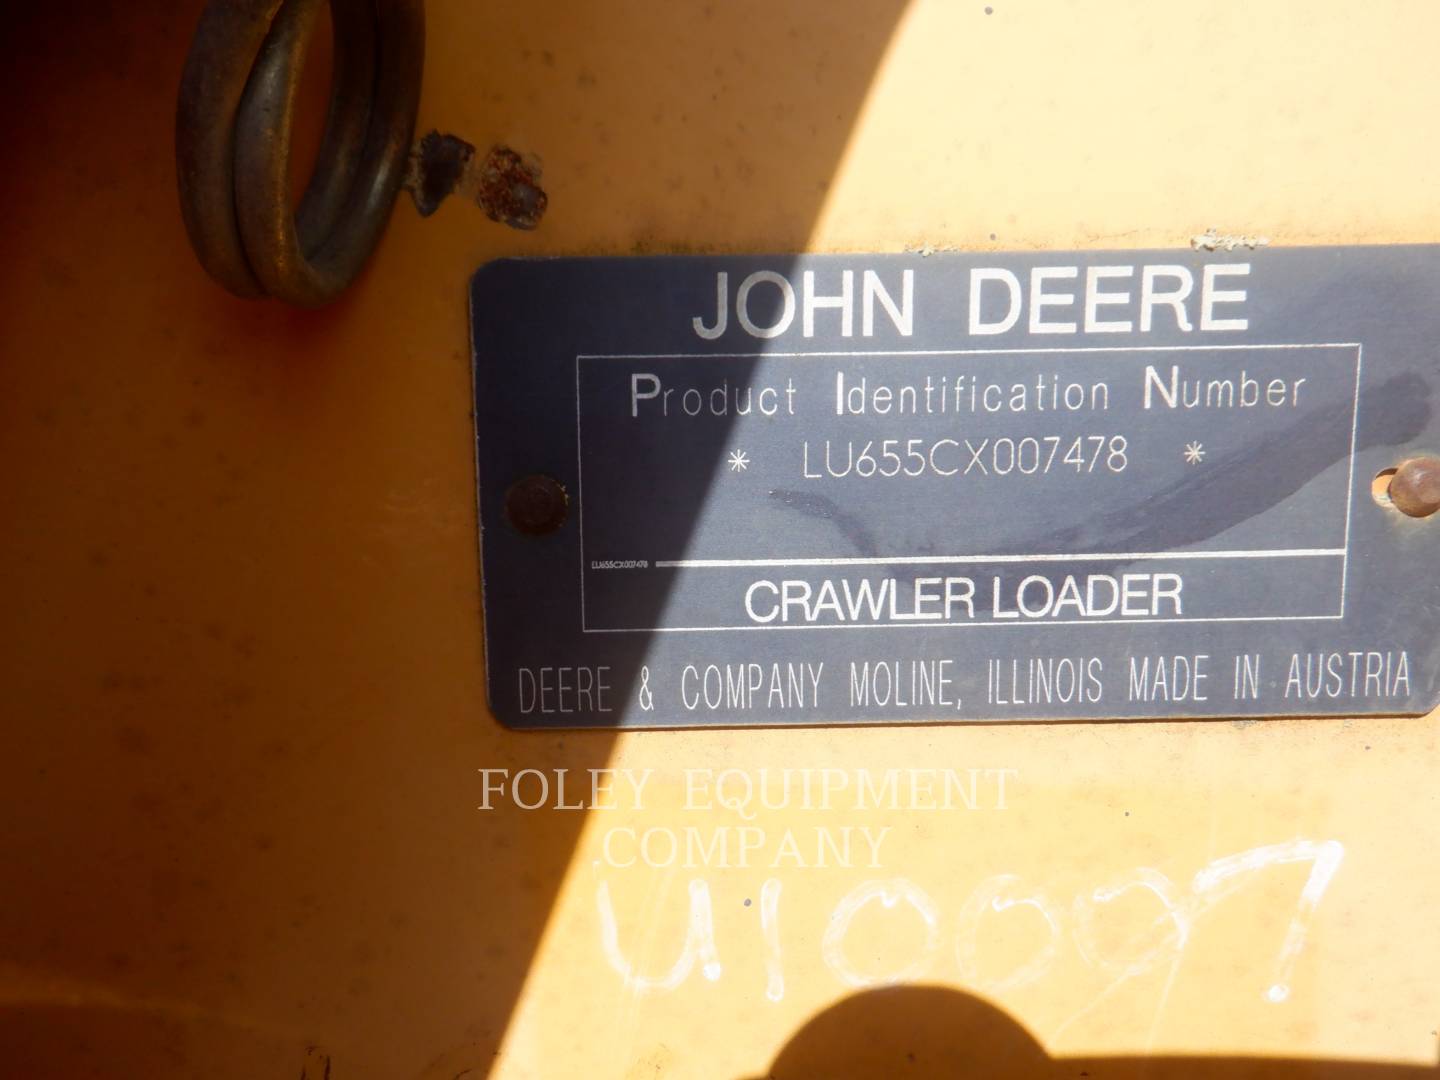 JOHN DEERE
Product Identification Number
* LU655CX007478 *
LU655CX007478
CRAWLER LOADER
DEERE & COMPANY MOLINE, ILLINOIS MADE IN AUSTRIA
FOLEY EQUIPMENT
COMPANY
U10007